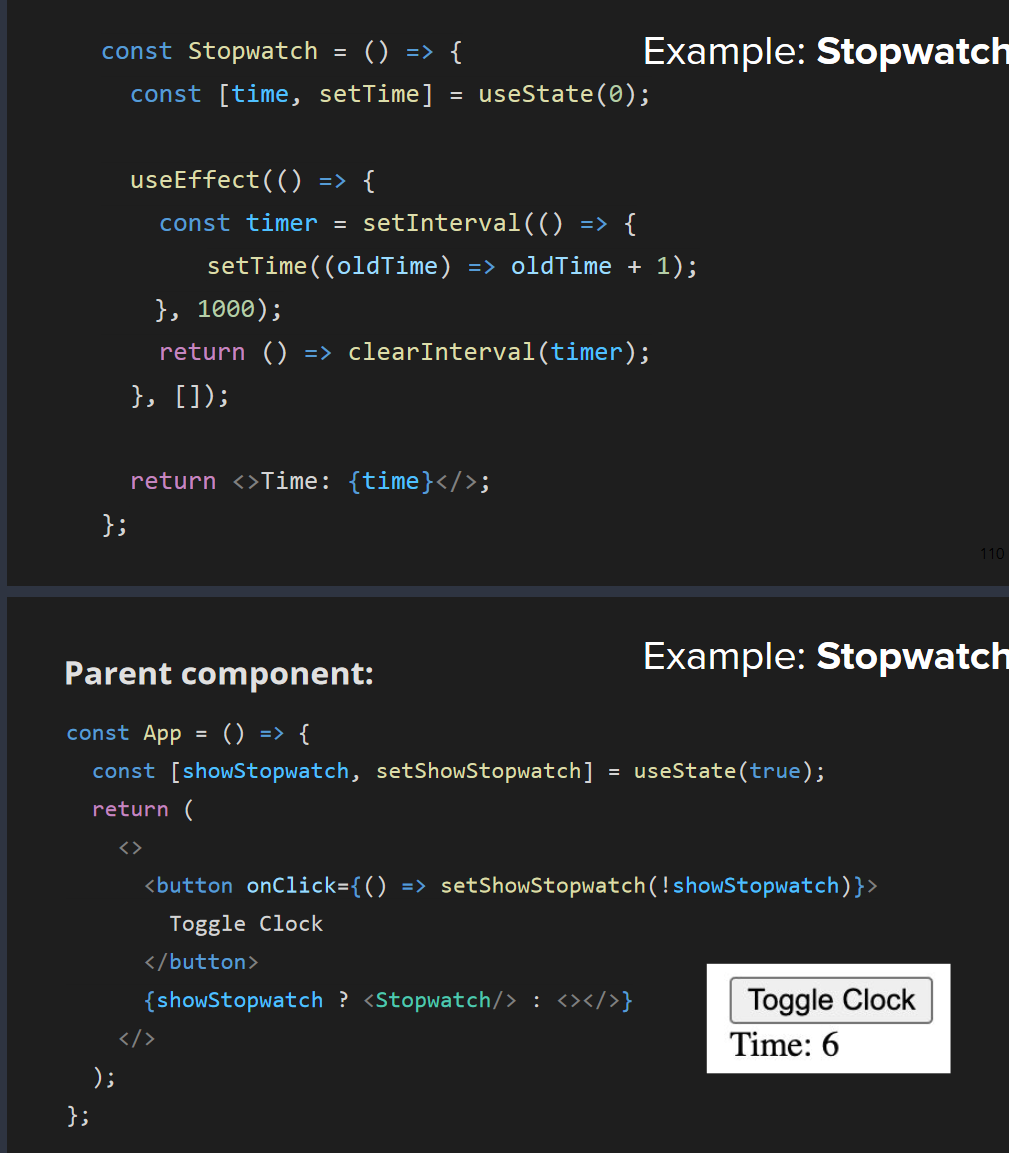 Example: Stopwatch
const Stopwatch = () => {
const [time, setTime] = useState(0);
useEffect(() => {
const timer = setInterval(() => {
setTime((oldTime) => oldTime + 1);
}, 1000);
return () => clearInterval(timer);
}, []);
return <>Time: {time}</>;
};
110
Example: Stopwatch
Parent component:
const App = () => {
const [showStopwatch, setShowStopwatch] = useState(true);
return (
<>
<button onClick={() => setShowStopwatch(!showStopwatch)}>
Toggle Clock
</button>
{showStopwatch ? <Stopwatch/> : <></>}
</>
);
};
Toggle Clock
Time: 6